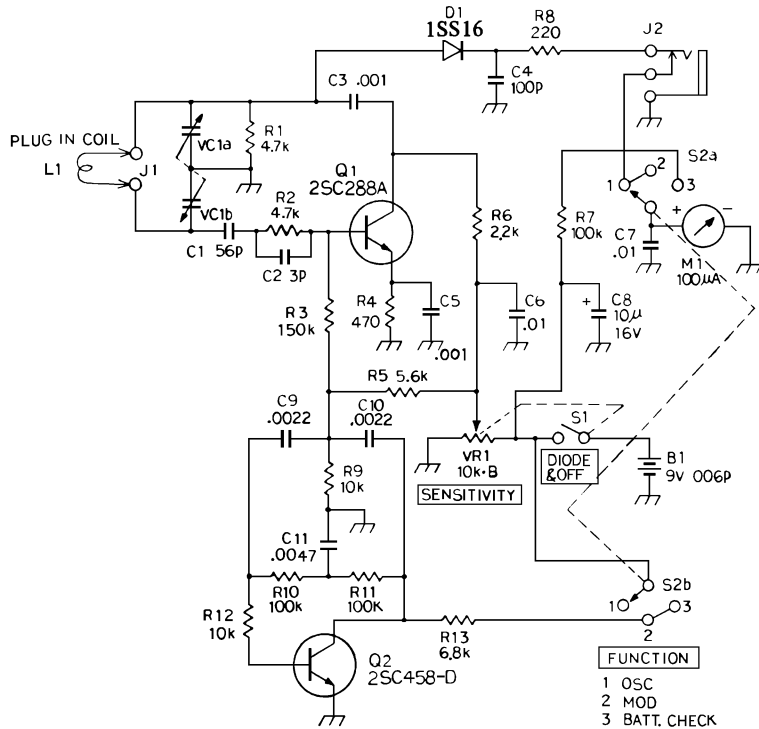 D1
1SS16
R8
220
J2
C4
100P
C3 .001
PLUG IN COIL
L1
J1
VC1a
R1
4.7k
VC1b
Q1
2SC288A
R2
4.7k
C1 56P
C2 3P
S2a
1
2
3
R6
2.2k
R7
100k
+
-
C7
.01
M1
100μA
R3
150k
R4
470
C5
.001
C6
.01
+
C8
10μ
16V
R5 5.6k
C9
.0022
C10
.0022
VR1
10k·B
SENSITIVITY
S1
DIODE
&OFF
B1
9V 006P
R9
10k
C11
.0047
R10
100k
R11
100K
R12
10k
R13
6.8k
S2b
1
3
2
Q2
2SC458-D
FUNCTION
1 OSC
2 MOD
3 BATT. CHECK